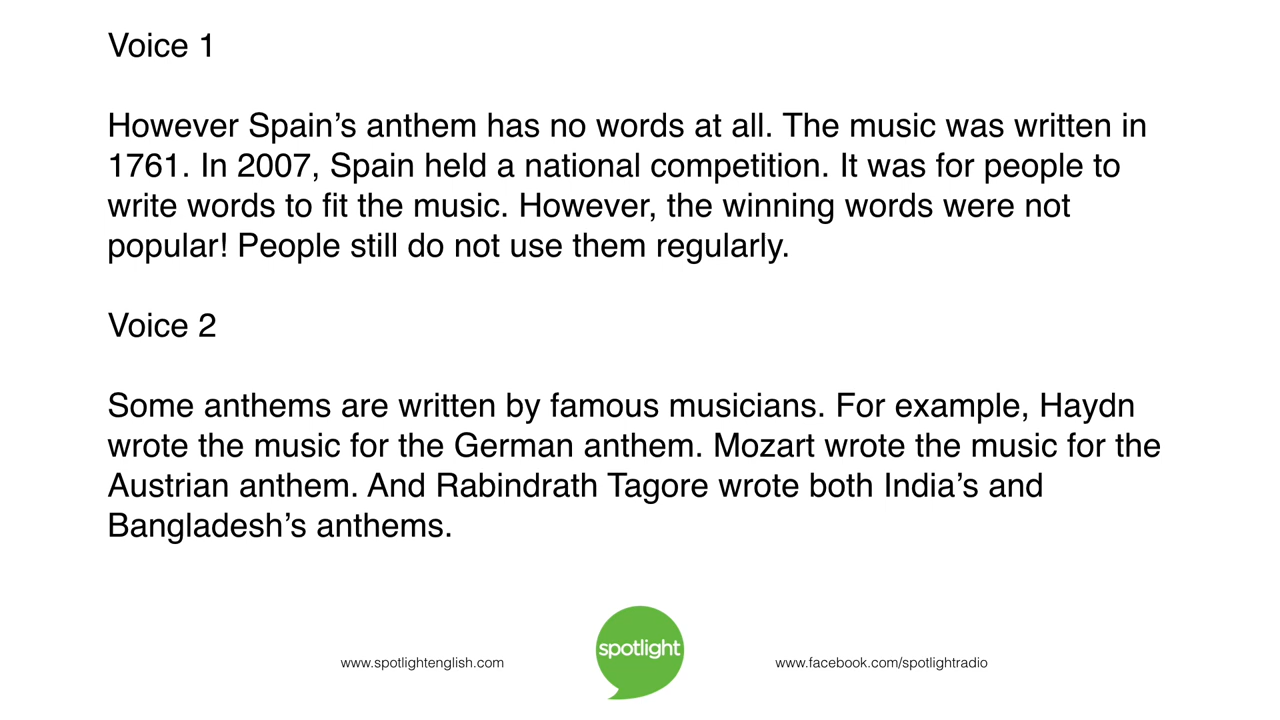 Voice 1
However Spain’s anthem has no words at all. The music was written in
1761. In 2007, Spain held a national competition. It was for people to
write words to fit the music. However, the winning words were not
popular! People still do not use them regularly.
Voice 2
Some anthems are written by famous musicians. For example, Haydn
wrote the music for the German anthem. Mozart wrote the music for the
Austrian anthem. And Rabindrath Tagore wrote both India’s and
Bangladesh’s anthems.
www.spotlightenglish.com
spotlight
www.facebook.com/spotlightradio